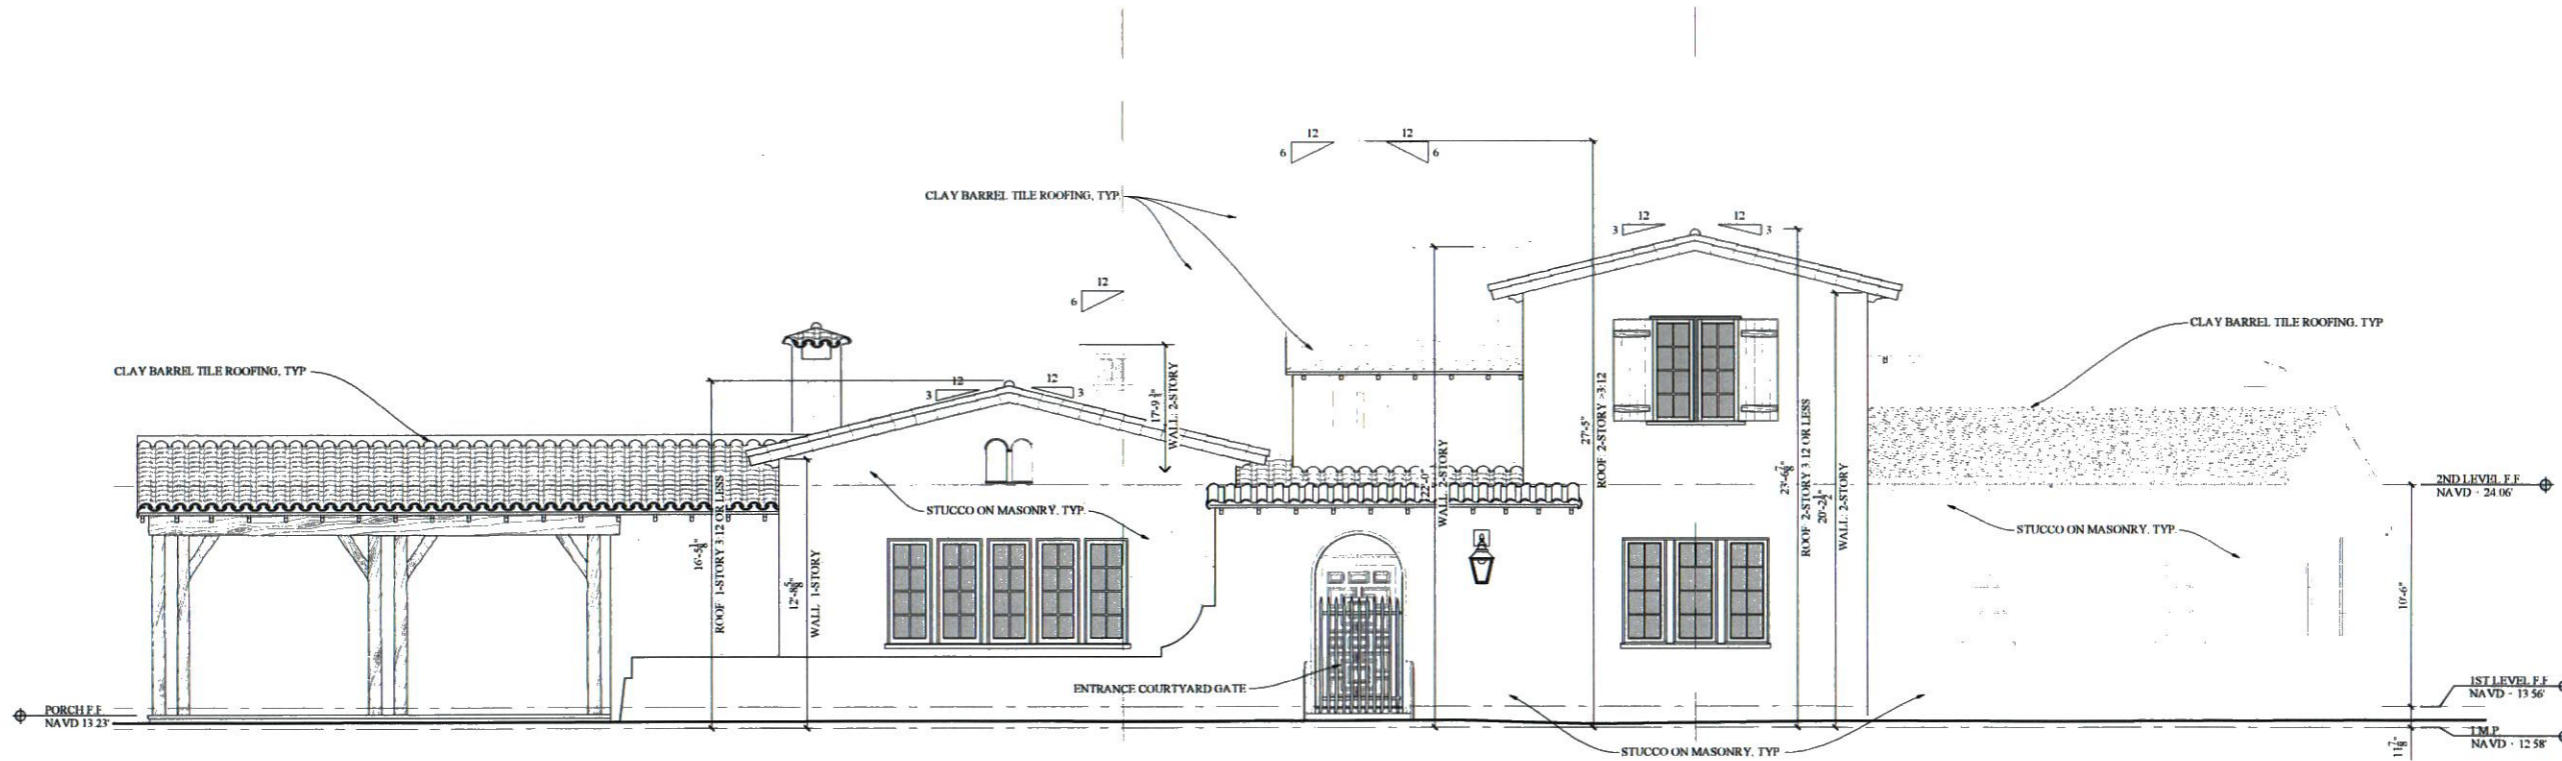 12
12
6
6
CLAY BARREL TILE ROOFING, TYP.
12
12
3
3
12
6
CLAY BARREL TILE ROOFING, TYP
CLAY BARREL TILE ROOFING, TYP
12
12
3
3
17'-9
WALL: 2-STORY
27'-5"
ROOF 2-STORY >3:12
2ND LEVEL F.F.
NAVD - 24 06'
STUCCO ON MASONRY, TYP.
STUCCO ON MASONRY, TYP.
22'-0"
WALL 2-STORY
23'-6 7/8"
ROOF 2-STORY 3 12 OR LESS
20'-2
WALL: 2-STORY
16'-5 1/8"
ROOF 1-STORY 3 12 OR LESS
12'-8 5/8"
WALL 1-STORY
10'-6"
ENTRANCE COURTYARD GATE
1ST LEVEL F.F
NAVD - 13 56'
PORCH F.F.
NAVD 13 23'
I.M.P.
NAVD - 12 58'
11 7/8"
STUCCO ON MASONRY, TYP